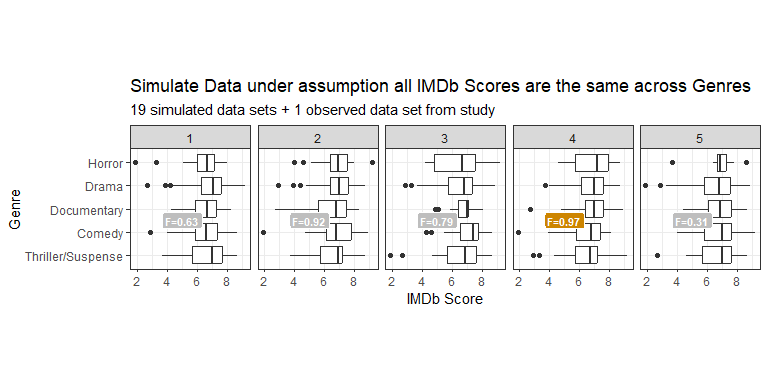 Simulate Data under assumption all IMDb Scores are the same across Genres
19 simulated data sets + 1 observed data set from study
1 2 3 4 5
Genre
Horror
Drama
Documentary
F=0.63 F=0.92 F=0.79 F=0.97 F=0.31
Comedy
Thriller/Suspense
2 4 6 8 2 4 6 8 2 4 6 8 2 4 6 8 2 4 6 8
IMDb Score